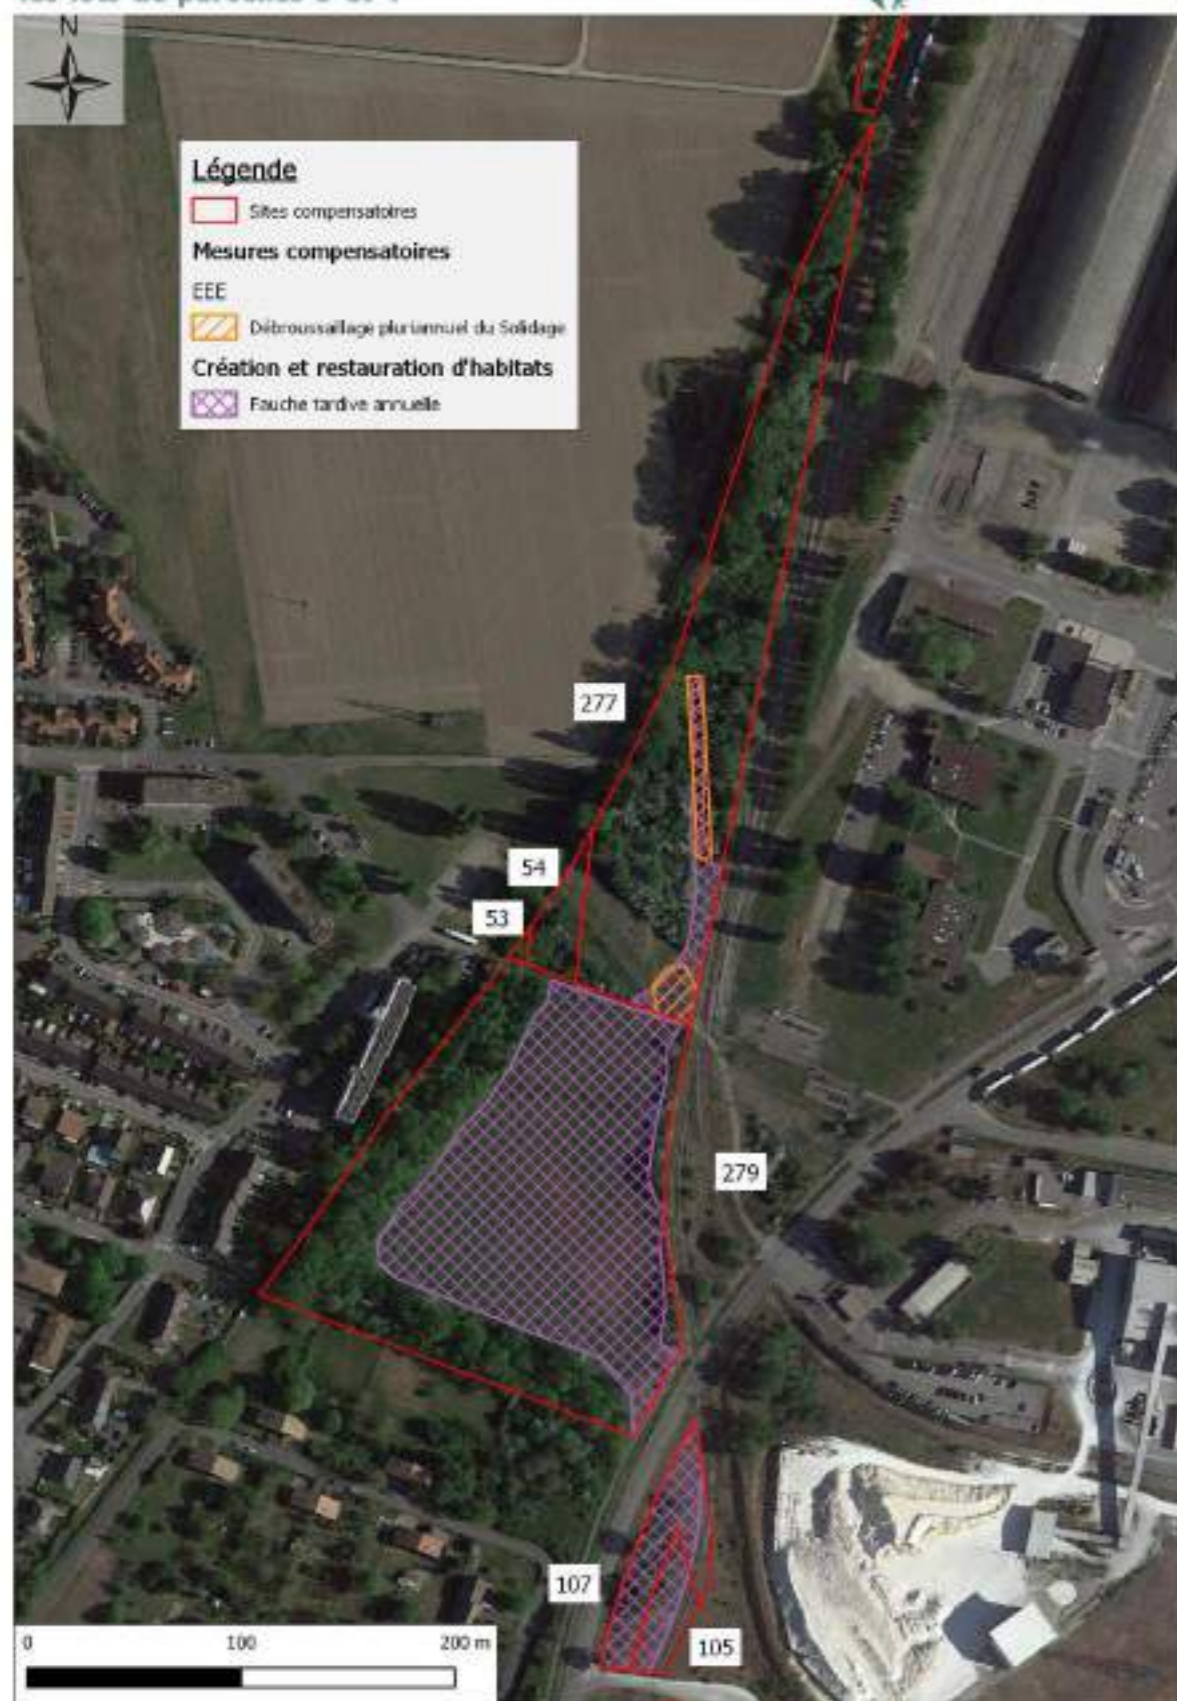 N
Légende
Sites compensatoires
Mesures compensatoires
EEE
Débroussaillage pluriannuel du Solidage
Création et restauration d'habitats
Fauche tardive annuelle
277
54
53
279
107
105
0 100 200 m